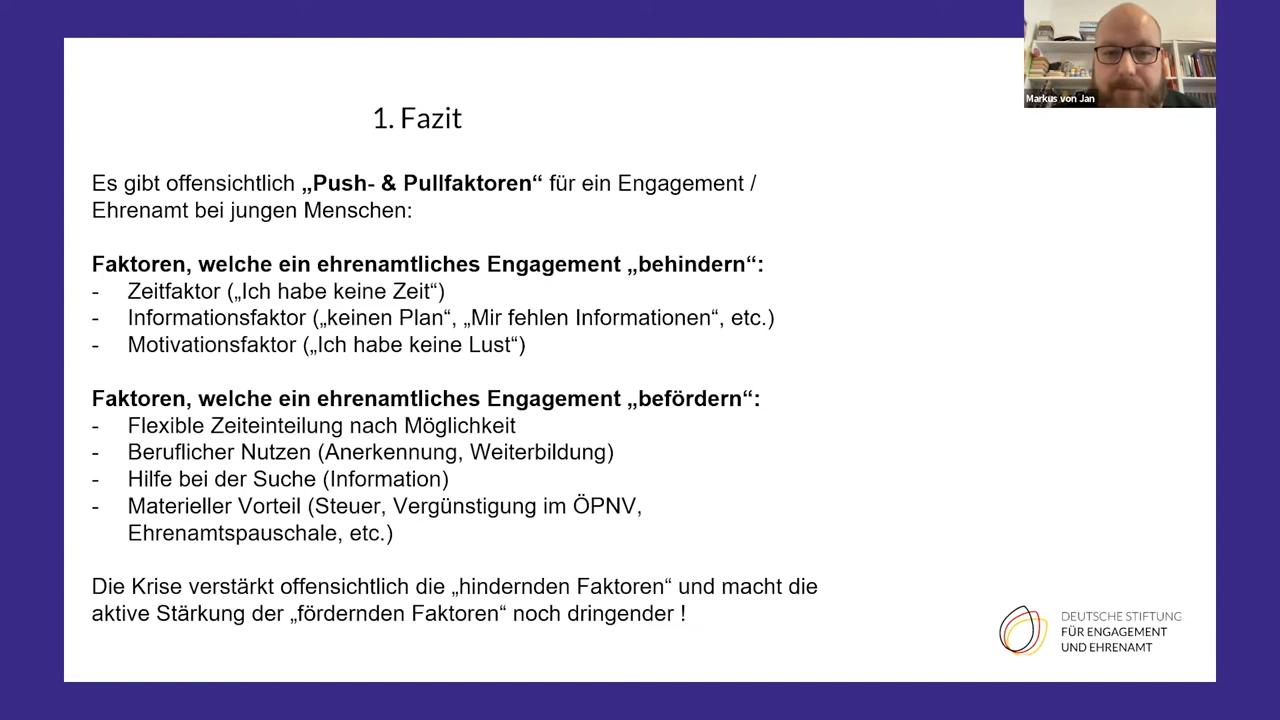 Markus von Jan
1. Fazit
Es gibt offensichtlich „Push- & Pullfaktoren“ für ein Engagement /
Ehrenamt bei jungen Menschen:
Faktoren, welche ein ehrenamtliches Engagement „behindern“:
- Zeitfaktor („Ich habe keine Zeit“)
- Informationsfaktor („keinen Plan“, „Mir fehlen Informationen“, etc.)
- Motivationsfaktor („Ich habe keine Lust“)
Faktoren, welche ein ehrenamtliches Engagement „befördern“:
- Flexible Zeiteinteilung nach Möglichkeit
- Beruflicher Nutzen (Anerkennung, Weiterbildung)
- Hilfe bei der Suche (Information)
- Materieller Vorteil (Steuer, Vergünstigung im ÖPNV,
Ehrenamtspauschale, etc.)
Die Krise verstärkt offensichtlich die „hindernden Faktoren“ und macht die
aktive Stärkung der „fördernden Faktoren“ noch dringender !
DEUTSCHE STIFTUNG
FÜR ENGAGEMENT
UND EHRENAMT